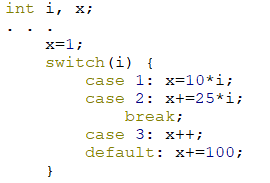 int i, x;
. . .
x=1;
switch(i) {
case 1: x=10*i;
case 2: x+=25*i;
break;
case 3: x++;
default: x+=100;
}